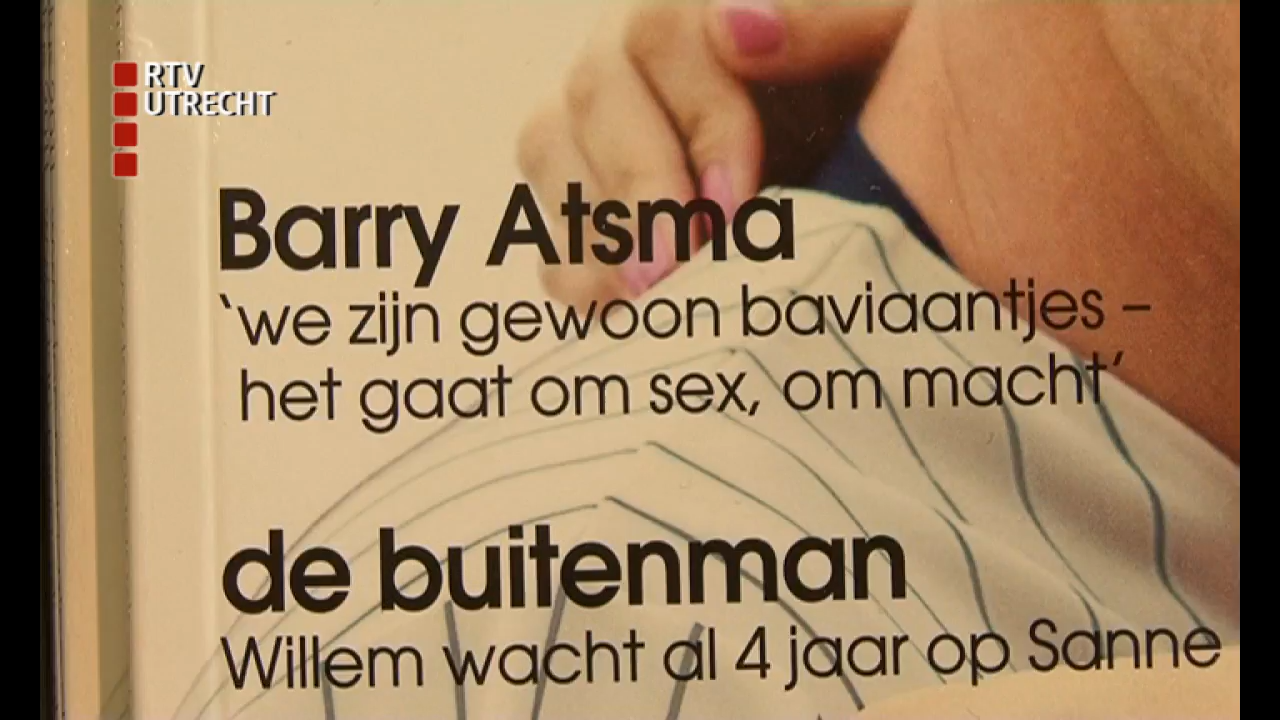 RTV
UTRECHT
Barry Atsma
‘we zijn gewoon baviaantjes –
het gaat om sex, om macht’
de buitenman
Willem wacht al 4 jaar op Sanne